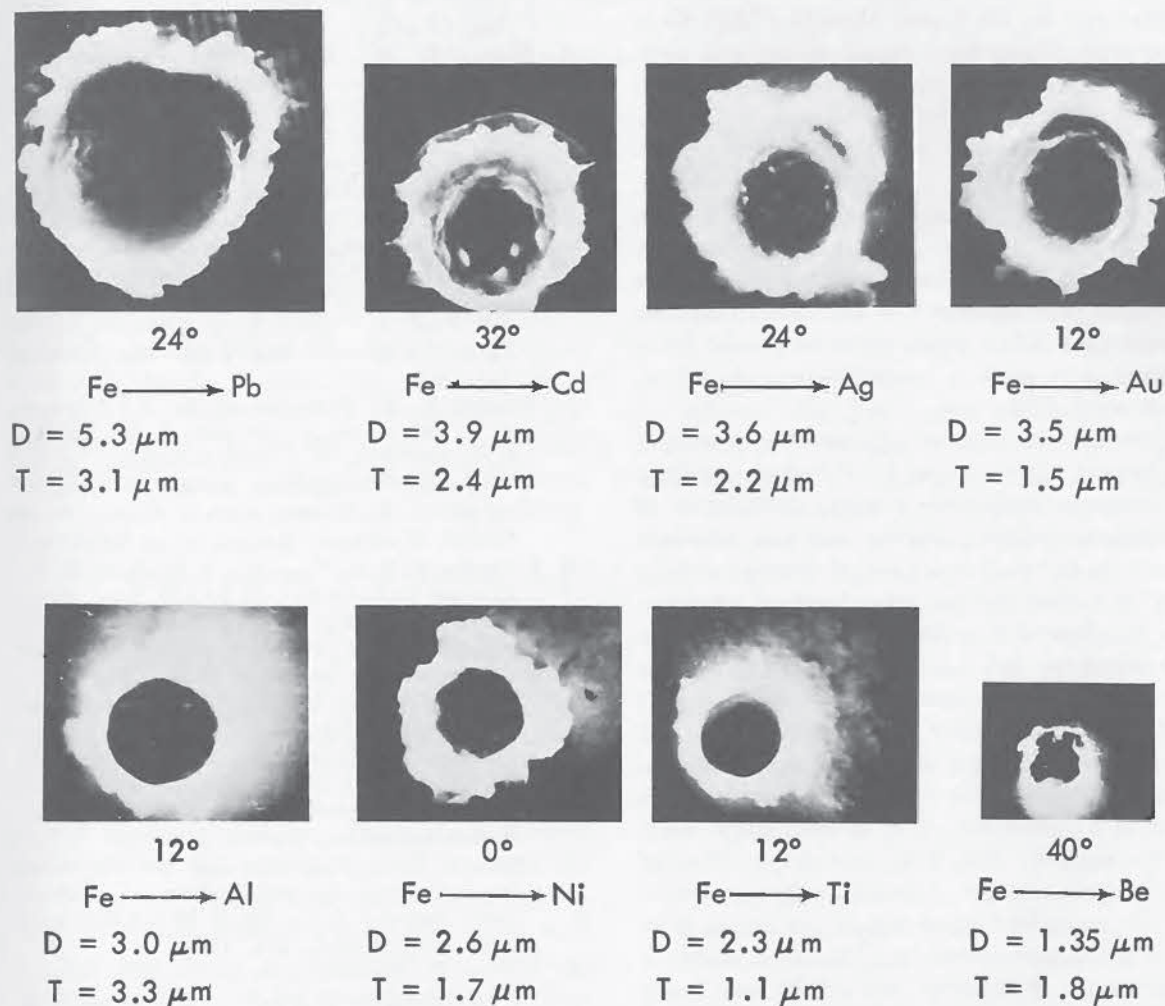 24° 32° 24° 12°
Fe → Pb Fe → Cd Fe → Ag Fe → Au
D = 5.3 μm D = 3.9 μm D = 3.6 μm D = 3.5 μm
T = 3.1 μm T = 2.4 μm T = 2.2 μm T = 1.5 μm
12° 0° 12° 40°
Fe → Al Fe → Ni Fe → Ti Fe → Be
D = 3.0 μm D = 2.6 μm D = 2.3 μm D = 1.35 μm
T = 3.3 μm T = 1.7 μm T = 1.1 μm T = 1.8 μm